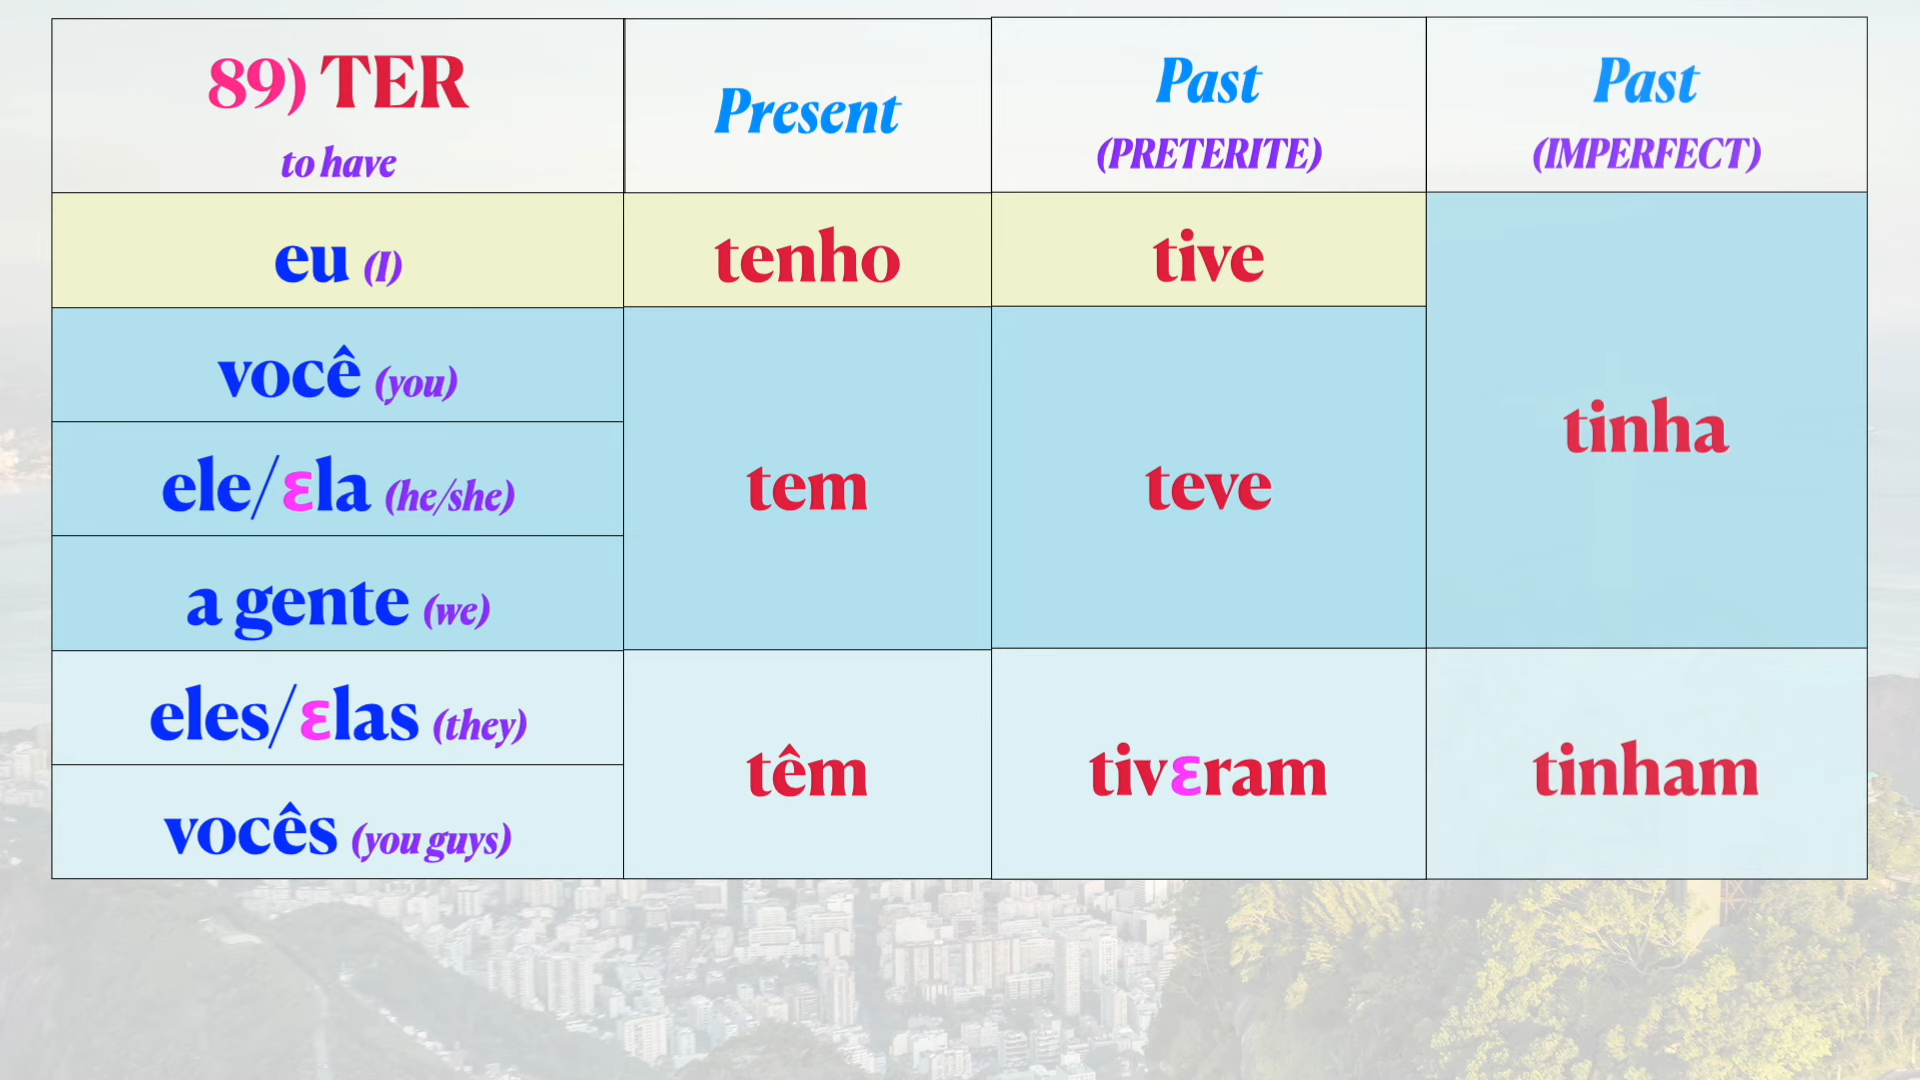 89) TER
to have
Present
Past
(PRETERITE)
Past
(IMPERFECT)
eu (I)
tenho
tive
tinha
você (you)
ele/ɛla (he/she)
a gente (we)
tem
teve
eles/ɛlas (they)
vocês (you guys)
têm
tivɛram
tinham